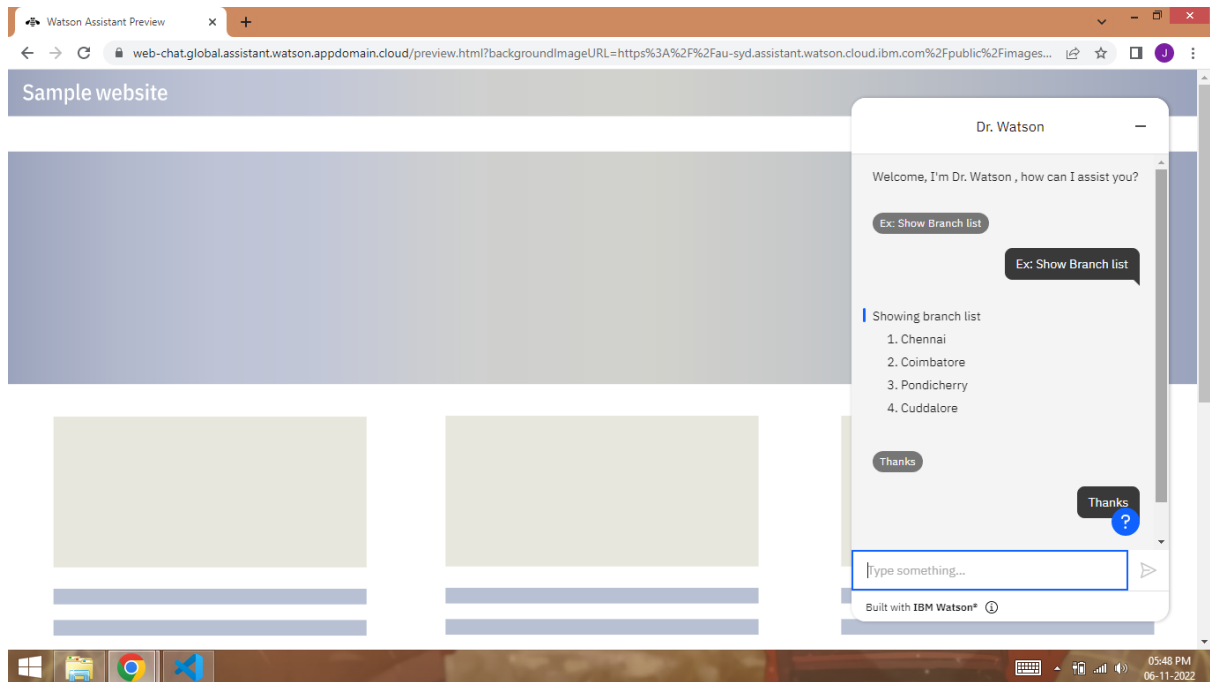 Watson Assistant Preview
web-chat.global.assistant.watson.appdomain.cloud/preview.html?backgroundImageURL=https%3A%2F%2Fau-syd.assistant.watson.cloud.ibm.com%2Fpublic%2Fimages...
J
Sample website
Dr. Watson
Welcome, I'm Dr. Watson , how can I assist you?
Ex: Show Branch list
Ex: Show Branch list
Showing branch list
1. Chennai
2. Coimbatore
3. Pondicherry
4. Cuddalore
Thanks
Thanks
?
Type something...
Built with IBM Watson®
05:48 PM
06-11-2022